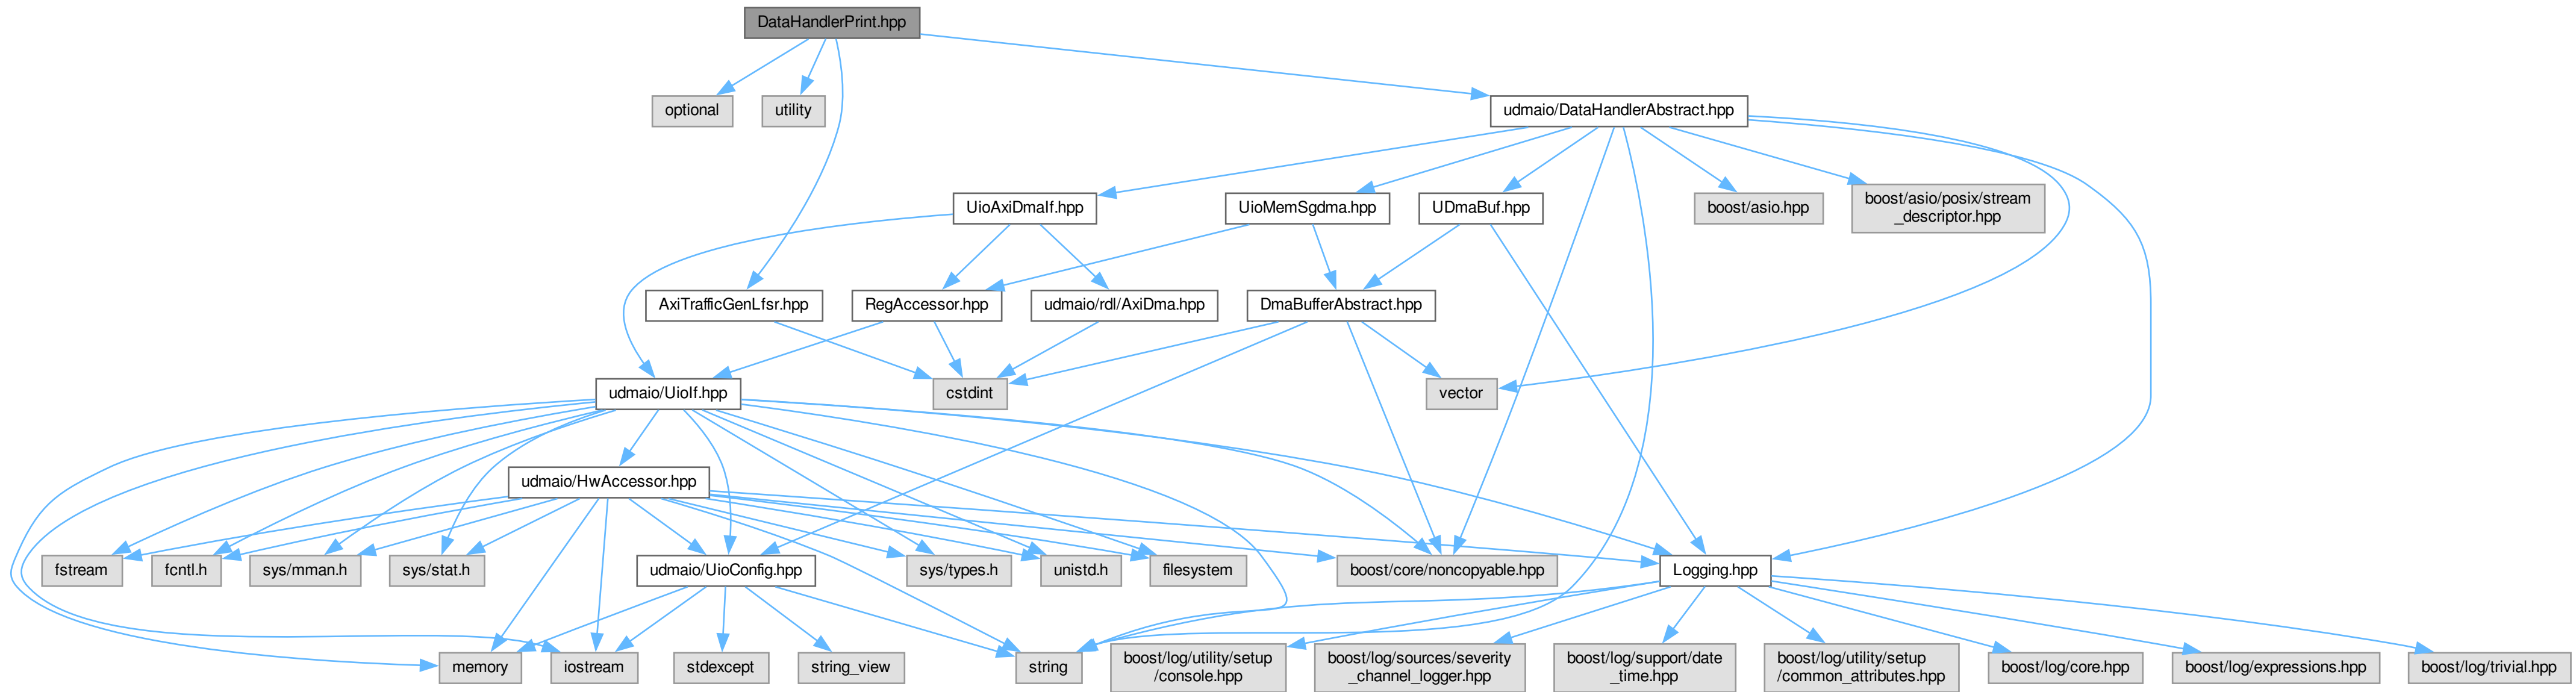 DataHandlerPrint.hpp
optional
utility
udmaio/DataHandlerAbstract.hpp
UioAxiDmaIf.hpp
UioMemSgdma.hpp
UDmaBuf.hpp
boost/asio.hpp
boost/asio/posix/stream
_descriptor.hpp
AxiTrafficGenLfsr.hpp
RegAccessor.hpp
udmaio/rdl/AxiDma.hpp
DmaBufferAbstract.hpp
udmaio/UioIf.hpp
cstdint
vector
udmaio/HwAccessor.hpp
fstream
fcntl.h
sys/mman.h
sys/stat.h
udmaio/UioConfig.hpp
sys/types.h
unistd.h
filesystem
boost/core/noncopyable.hpp
Logging.hpp
memory
iostream
stdexcept
string_view
string
boost/log/utility/setup
/console.hpp
boost/log/sources/severity
_channel_logger.hpp
boost/log/support/date
_time.hpp
boost/log/utility/setup
/common_attributes.hpp
boost/log/core.hpp
boost/log/expressions.hpp
boost/log/trivial.hpp